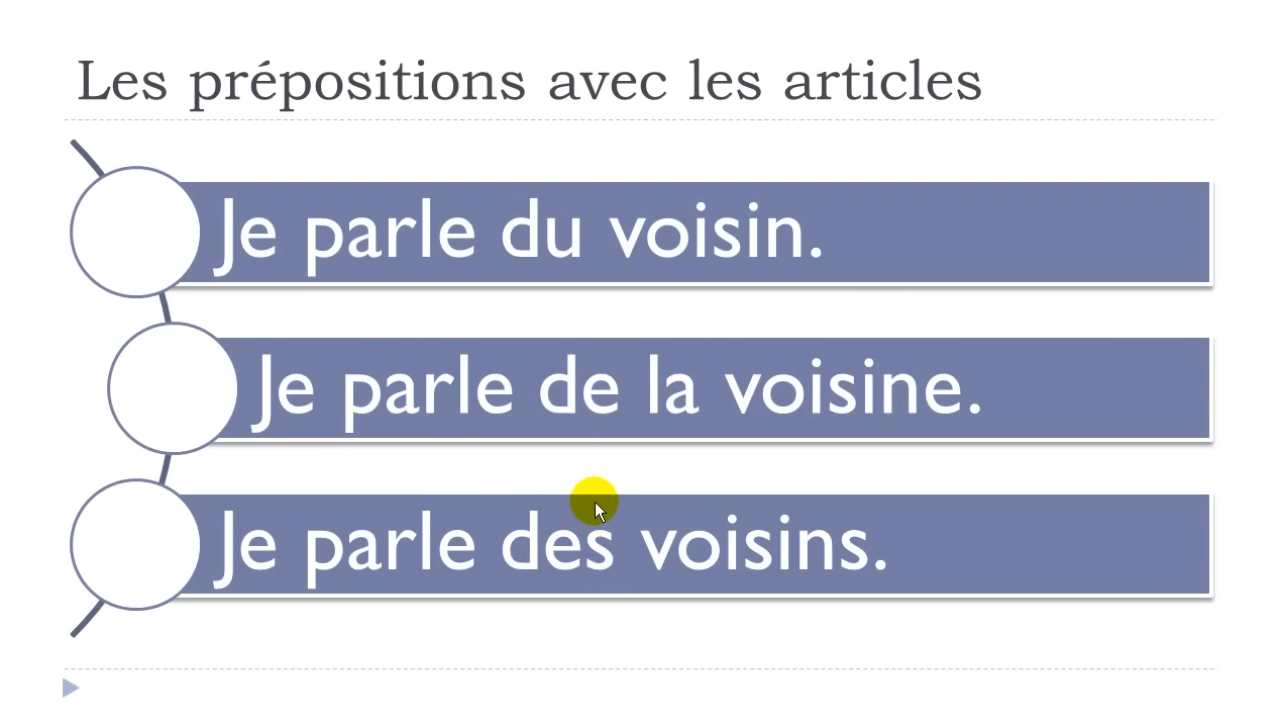 Les prépositions avec les articles
Je parle du voisin.
Je parle de la voisine.
Je parle des voisins.